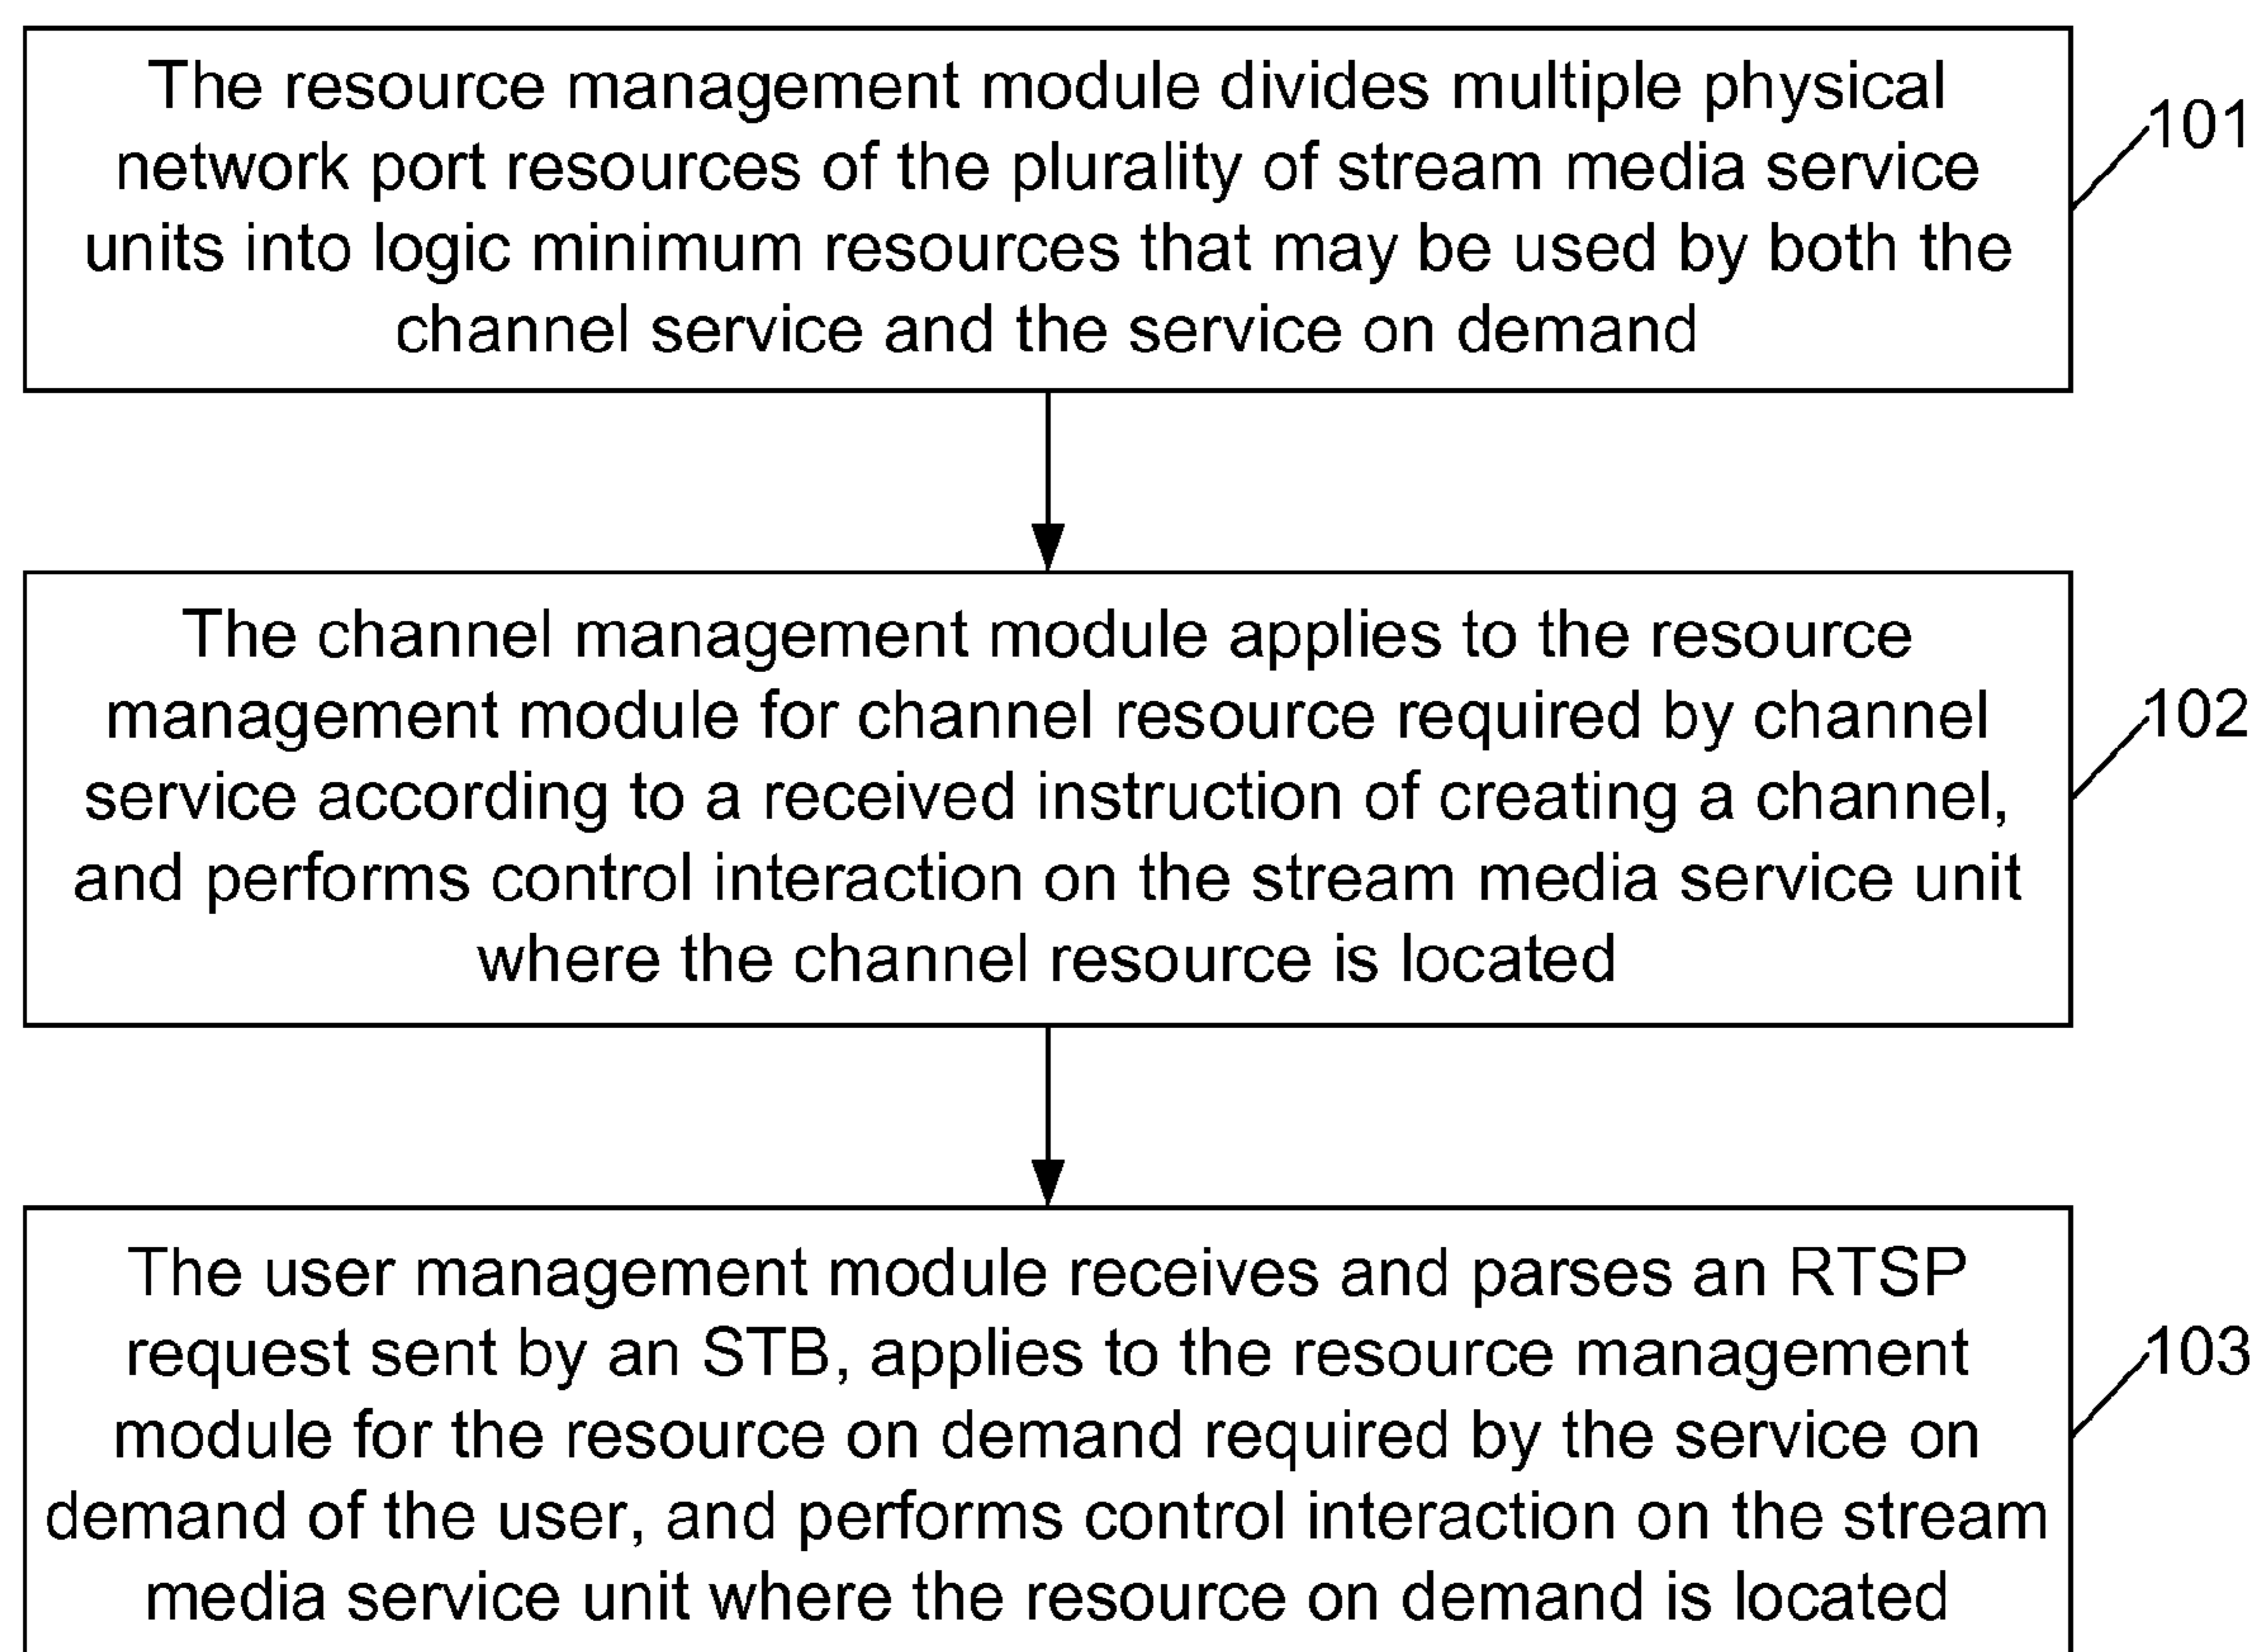 The resource management module divides multiple physical
network port resources of the plurality of stream media service
units into logic minimum resources that may be used by both the
channel service and the service on demand
101
The channel management module applies to the resource
management module for channel resource required by channel
service according to a received instruction of creating a channel,
and performs control interaction on the stream media service unit
where the channel resource is located
102
The user management module receives and parses an RTSP
request sent by an STB, applies to the resource management
module for the resource on demand required by the service on
demand of the user, and performs control interaction on the stream
media service unit where the resource on demand is located
103